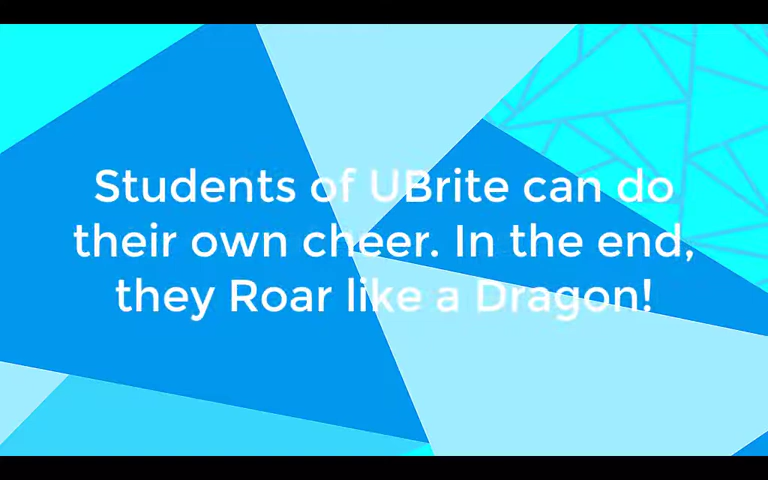 Students of UBrite can do
their own cheer. In the end,
they Roar like a Dragon!